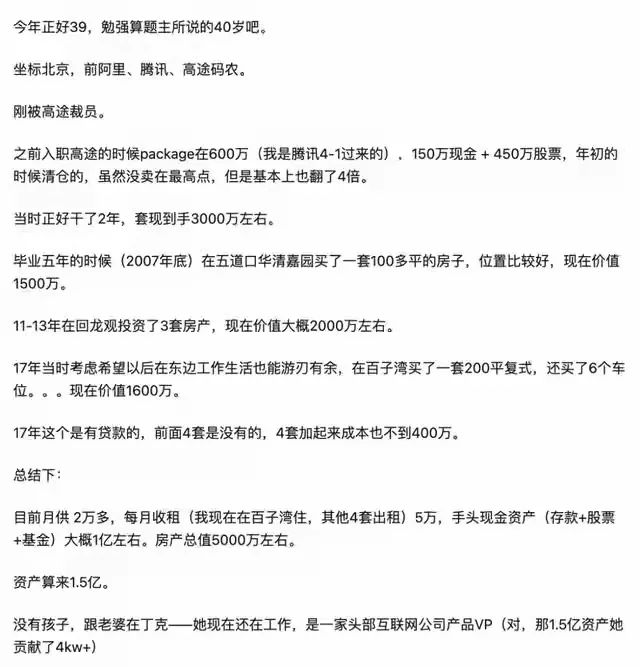 今年正好39，勉强算题主所说的40岁吧。
坐标北京，前阿里、腾讯、高途码农。
刚被高途裁员。
之前入职高途的时候package在600万（我是腾讯4-1过来的）、150万现金 + 450万股票，年初的
时候清仓的，虽然没卖在最高点，但是基本上也翻了4倍。
当时正好干了2年，套现到手3000万左右。
毕业五年的时候（2007年底）在五道口华清嘉园买了一套100多平的房子，位置比较好，现在价值
1500万。
11-13年在回龙观投资了3套房产，现在价值大概2000万左右。
17年当时考虑希望以后在东边工作生活也能游刃有余，在百子湾买了一套200平复式，还买了6个车
位。。。现在价值1600万。
17年这个是有贷款的，前面4套是没有的，4套加起来成本也不到400万。
总结下：
目前月供 2万多，每月收租（我现在在百子湾住，其他4套出租）5万，手头现金资产（存款+股票
+基金）大概1亿左右。房产总值5000万左右。
资产算来1.5亿。
没有孩子，跟老婆在丁克——她现在还在工作，是一家头部互联网公司产品VP（对，那1.5亿资产她
贡献了4kw+）